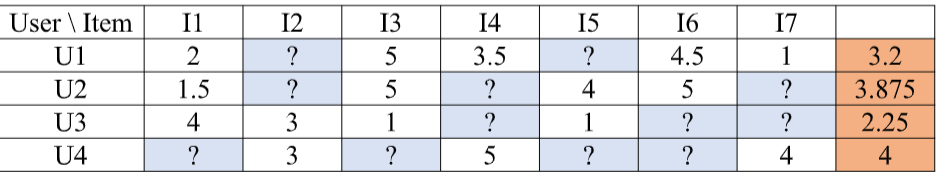 User \ Item I1 I2 I3 I4 I5 I6 I7
U1 2 ? 5 3.5 ? 4.5 1 3.2
U2 1.5 ? 5 ? 4 5 ? 3.875
U3 4 3 1 ? 1 ? ? 2.25
U4 ? 3 ? 5 ? ? 4 4